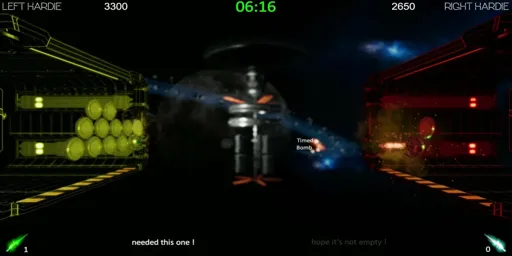 LEFT HARDIE 3300 06:16 2650 RIGHT HARDIE
Timed
Bomb
1 0
needed this one ! hope it's not empty !